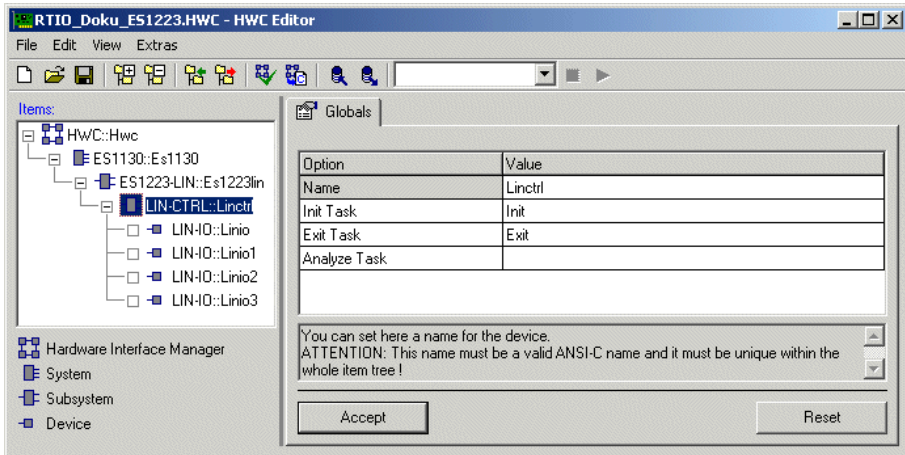 RTIO_Doku_ES1223.HWC - HWC Editor
File Edit View Extras
Items:
HWC::Hwc
ES1130::Es1130
ES1223-LIN::Es1223lin
LIN-CTRL::Linctrl
LIN-IO::Linio
LIN-IO::Linio1
LIN-IO::Linio2
LIN-IO::Linio3
Hardware Interface Manager
System
Subsystem
Device
Globals
Option Value
Name Linctrl
Init Task Init
Exit Task Exit
Analyze Task
You can set here a name for the device.
ATTENTION: This name must be a valid ANSI-C name and it must be unique within the
whole item tree !
Accept Reset